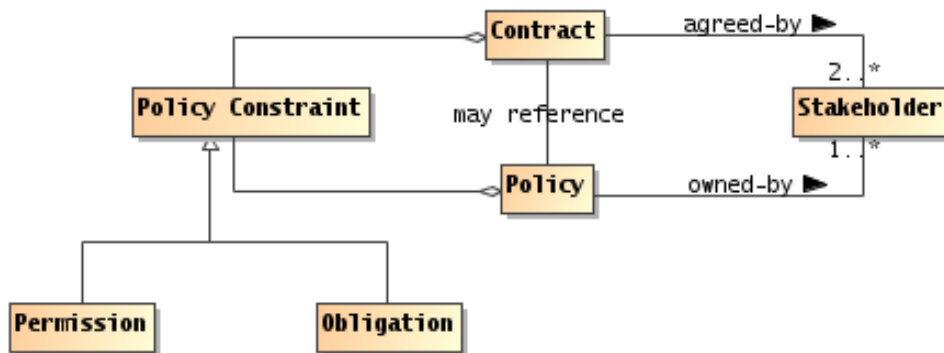 Contract
agreed-by
2..*
Policy Constraint
may reference
Stakeholder
1..*
Policy
owned-by
Permission
Obligation